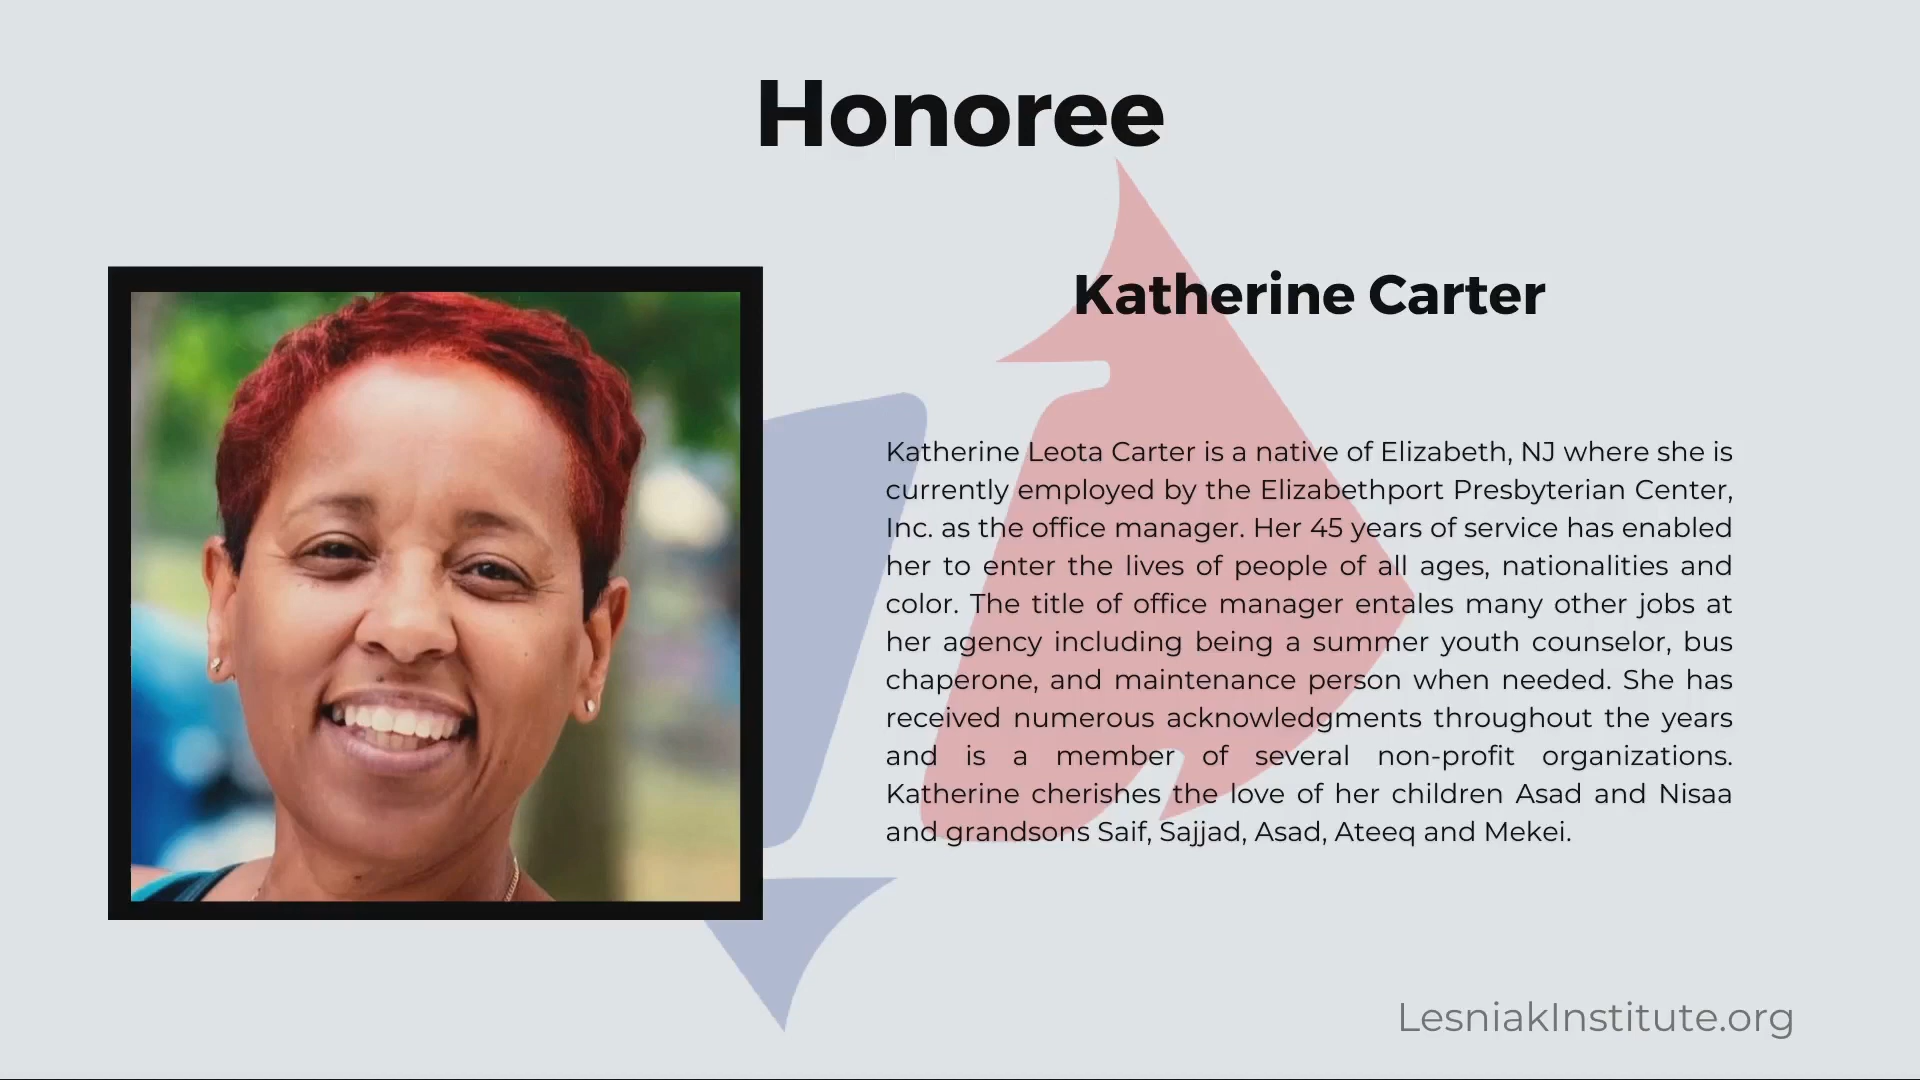 Honoree
Katherine Carter
Katherine Leota Carter is a native of Elizabeth, NJ where she is
currently employed by the Elizabethport Presbyterian Center,
Inc. as the office manager. Her 45 years of service has enabled
her to enter the lives of people of all ages, nationalities and
color. The title of office manager entales many other jobs at
her agency including being a summer youth counselor, bus
chaperone, and maintenance person when needed. She has
received numerous acknowledgments throughout the years
and is a member of several non-profit organizations.
Katherine cherishes the love of her children Asad and Nisaa
and grandsons Saif, Sajjad, Asad, Ateeq and Mekei.
LesniakInstitute.org